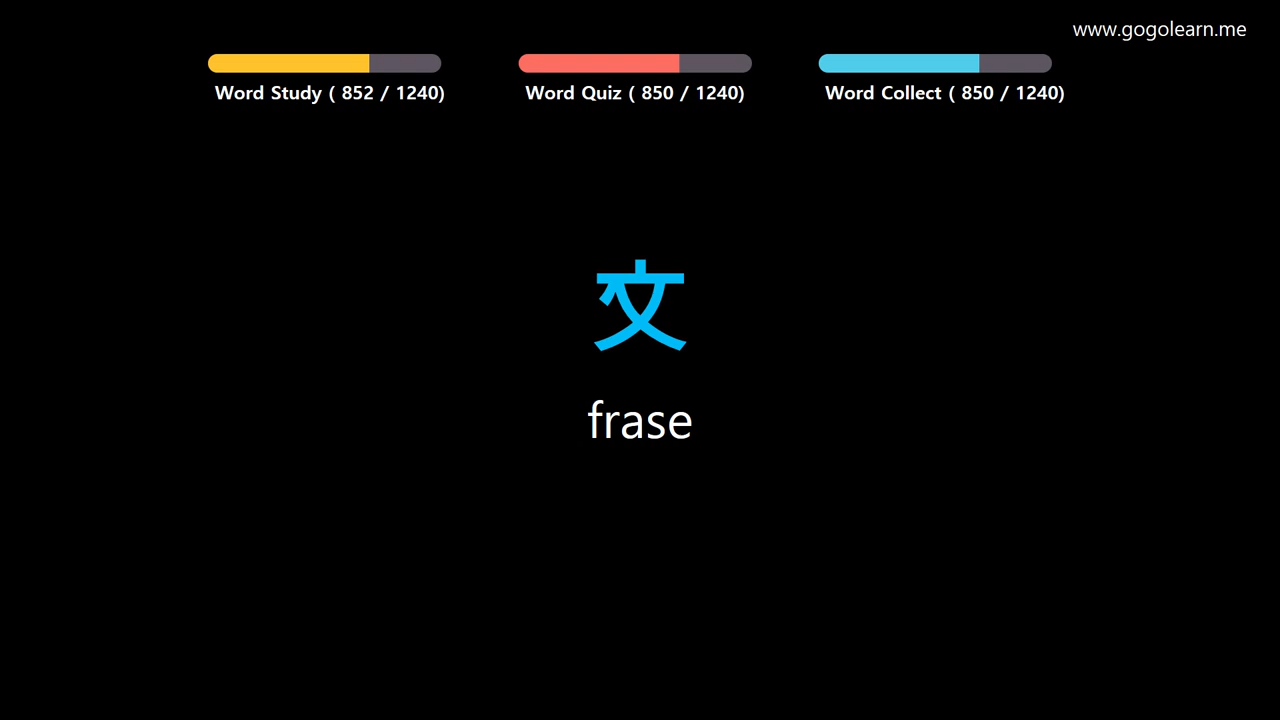 www.gogolearn.me
Word Study ( 852 / 1240)
Word Quiz ( 850 / 1240)
Word Collect ( 850 / 1240)
文
frase